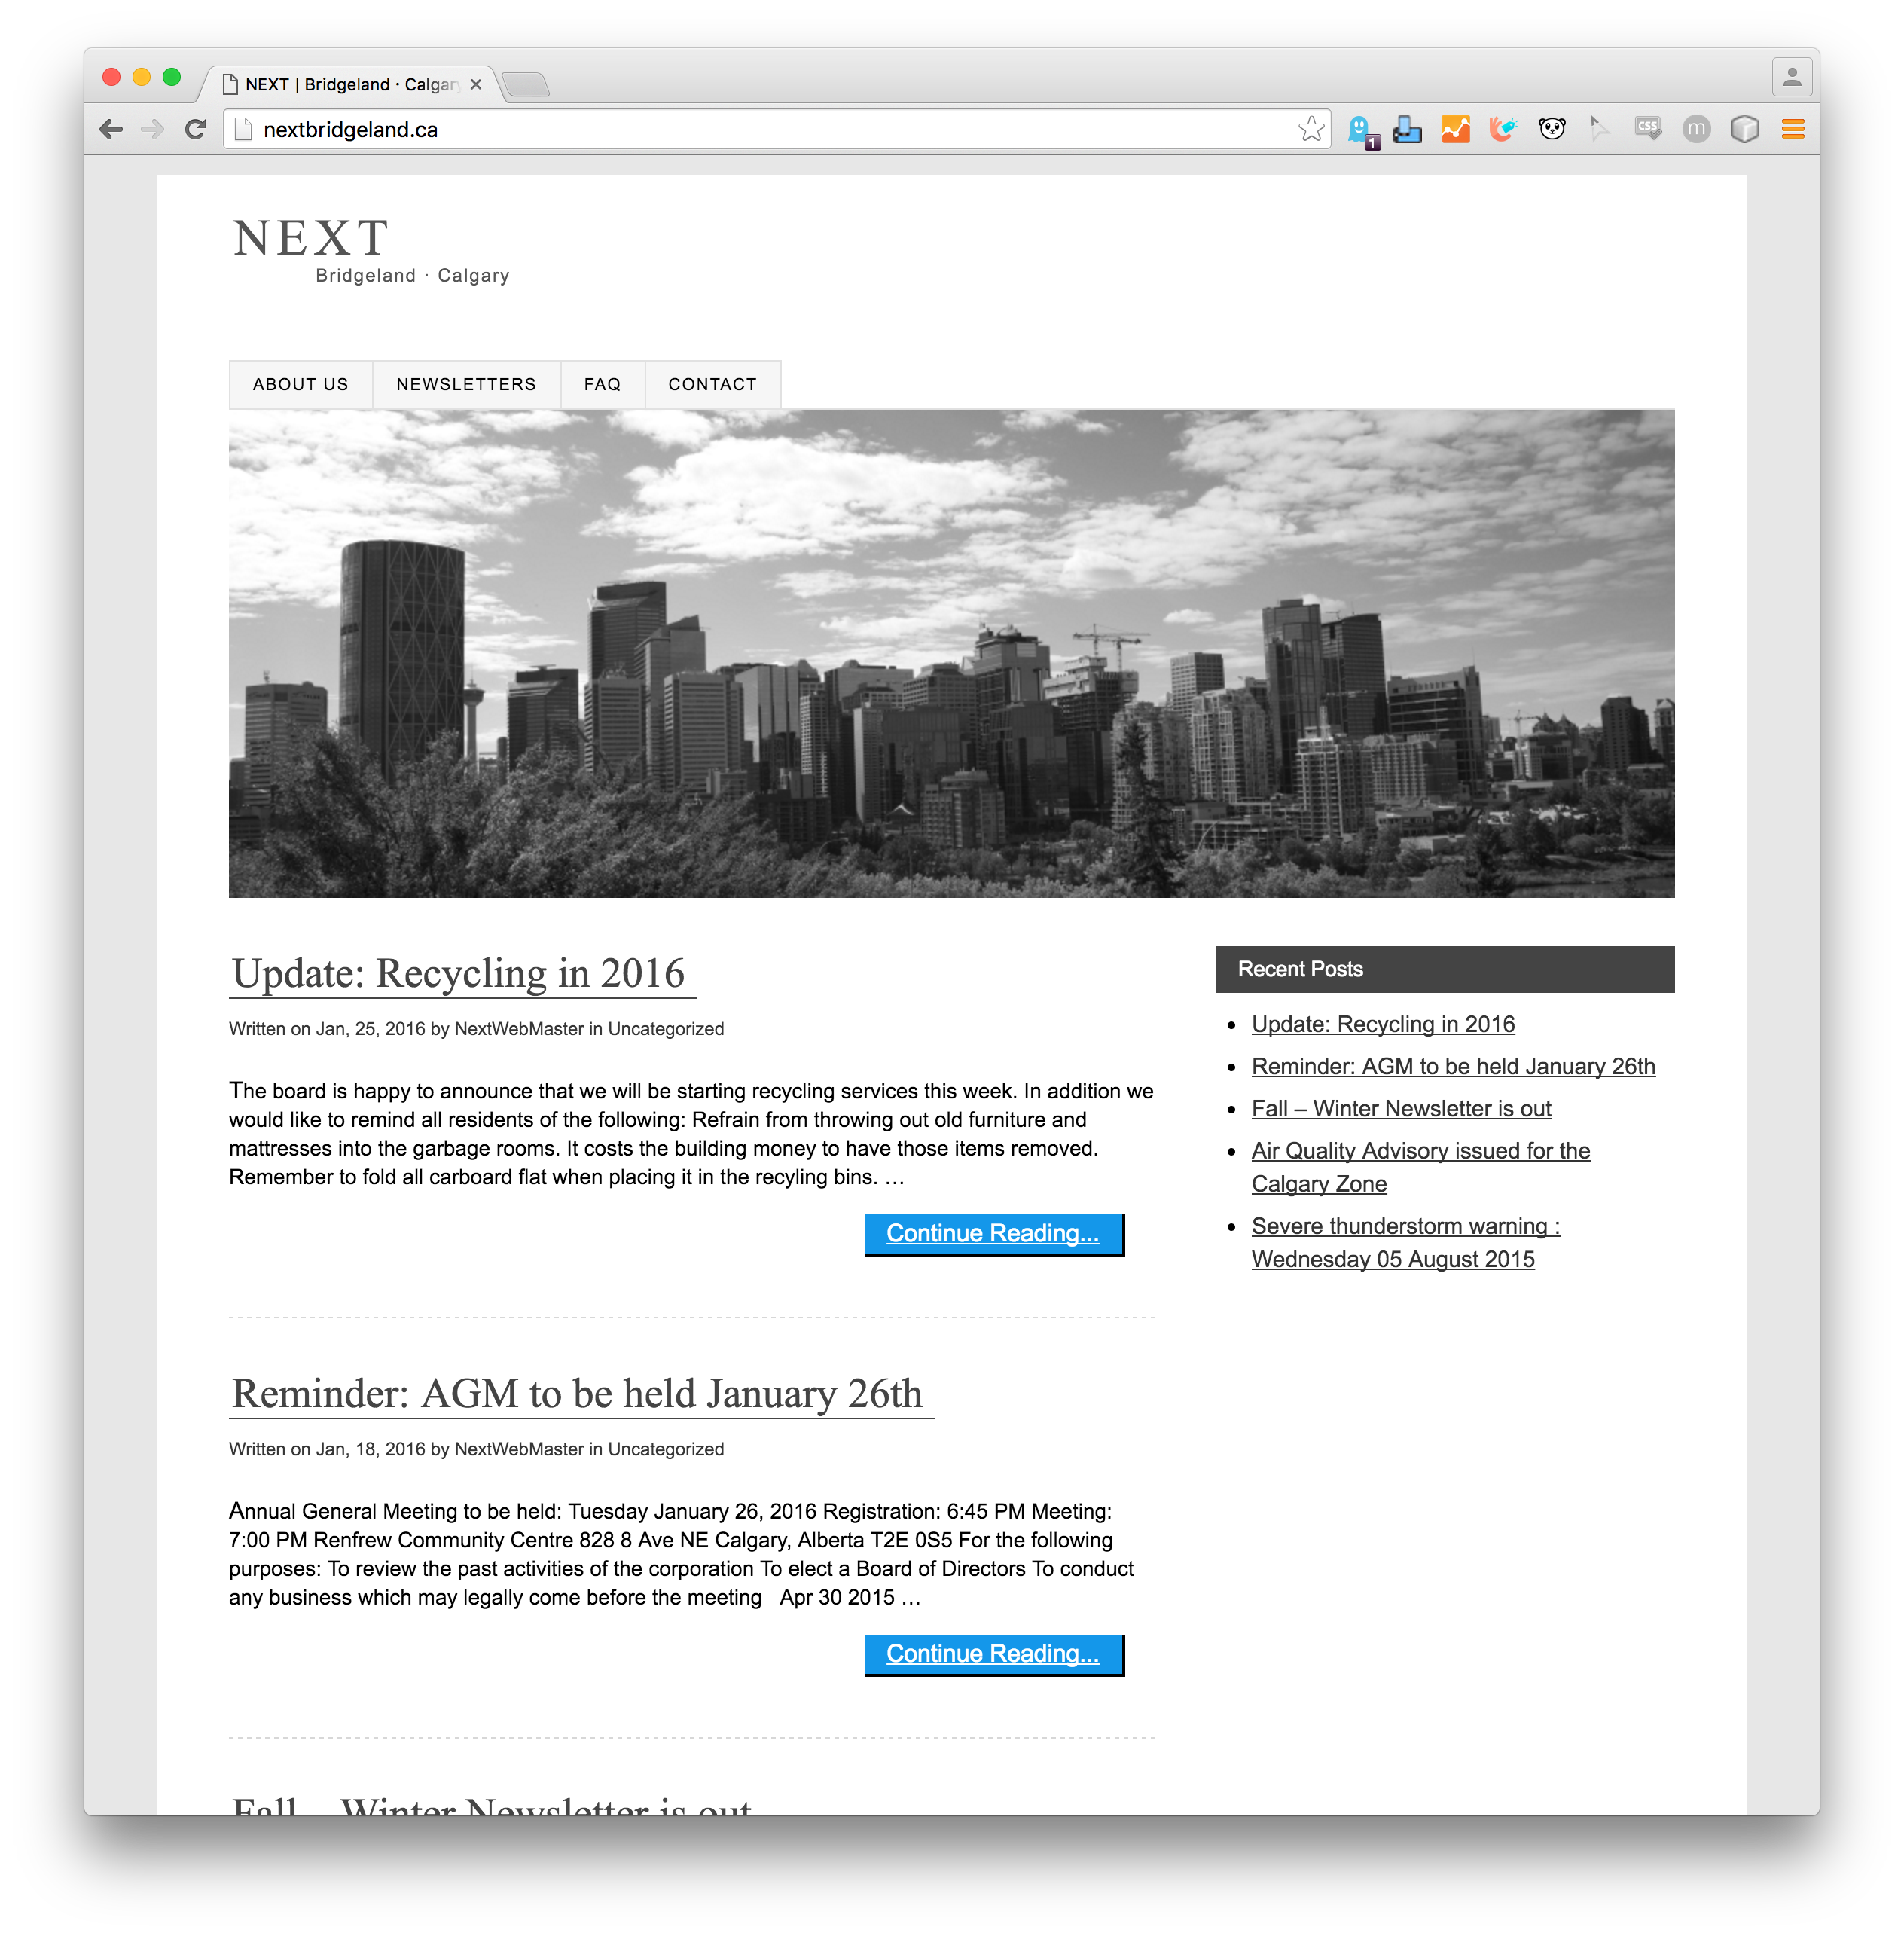 NEXT | Bridgeland · Calgary
nextbridgeland.ca
1
CSS
m
NEXT
Bridgeland · Calgary
ABOUT US
NEWSLETTERS
FAQ
CONTACT
Update: Recycling in 2016
Written on Jan, 25, 2016 by NextWebMaster in Uncategorized
The board is happy to announce that we will be starting recycling services this week. In addition we
would like to remind all residents of the following: Refrain from throwing out old furniture and
mattresses into the garbage rooms. It costs the building money to have those items removed.
Remember to fold all carboard flat when placing it in the recyling bins. …
Continue Reading...
Reminder: AGM to be held January 26th
Written on Jan, 18, 2016 by NextWebMaster in Uncategorized
Annual General Meeting to be held: Tuesday January 26, 2016 Registration: 6:45 PM Meeting:
7:00 PM Renfrew Community Centre 828 8 Ave NE Calgary, Alberta T2E 0S5 For the following
purposes: To review the past activities of the corporation To elect a Board of Directors To conduct
any business which may legally come before the meeting   Apr 30 2015 …
Continue Reading...
Fall – Winter Newsletter is out
Recent Posts
Update: Recycling in 2016
Reminder: AGM to be held January 26th
Fall – Winter Newsletter is out
Air Quality Advisory issued for the
Calgary Zone
Severe thunderstorm warning :
Wednesday 05 August 2015